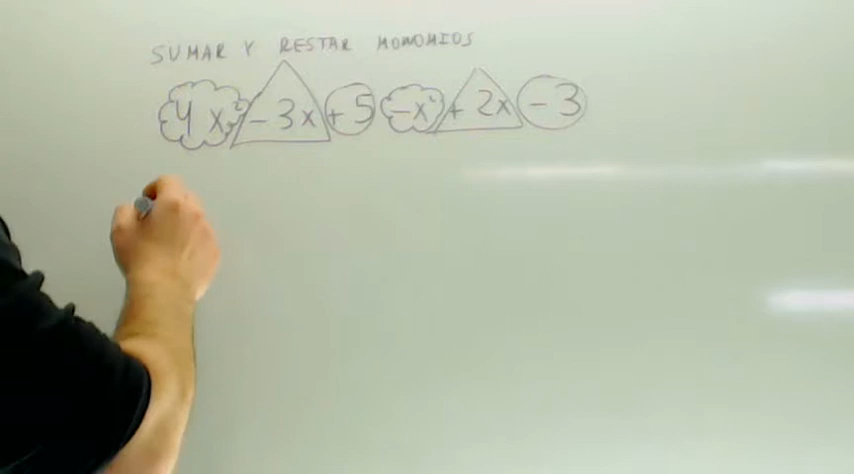 SUMAR Y RESTAR MONOMIOS
4x² - 3x + 5 - x² + 2x - 3